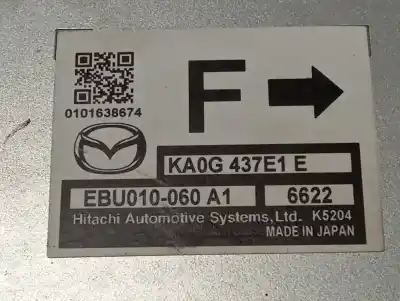 F
0101638674
KA0G 437E1 E
EBU010-060 A1 6622
Hitachi Automotive Systems,Ltd. K5204
MADE IN JAPAN